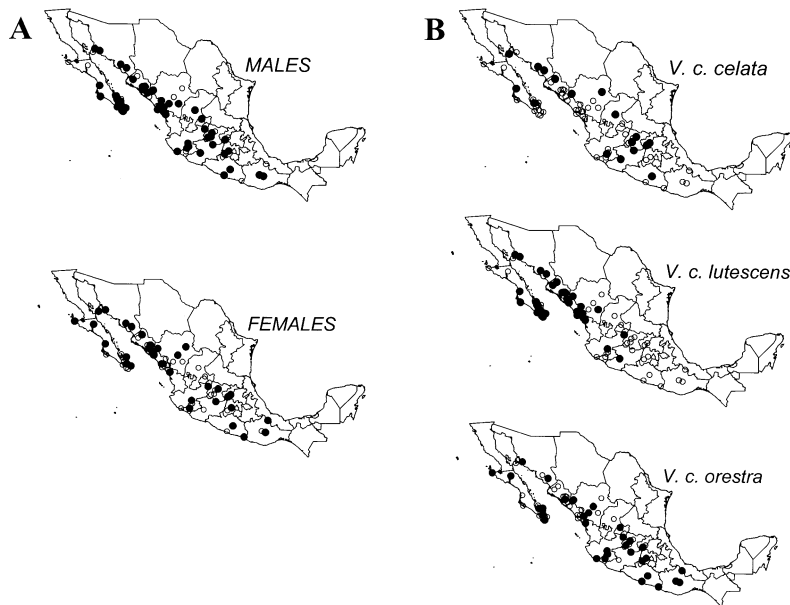 A
MALES
FEMALES
B
V. c. celata
V. c. lutescens
V. c. orestra